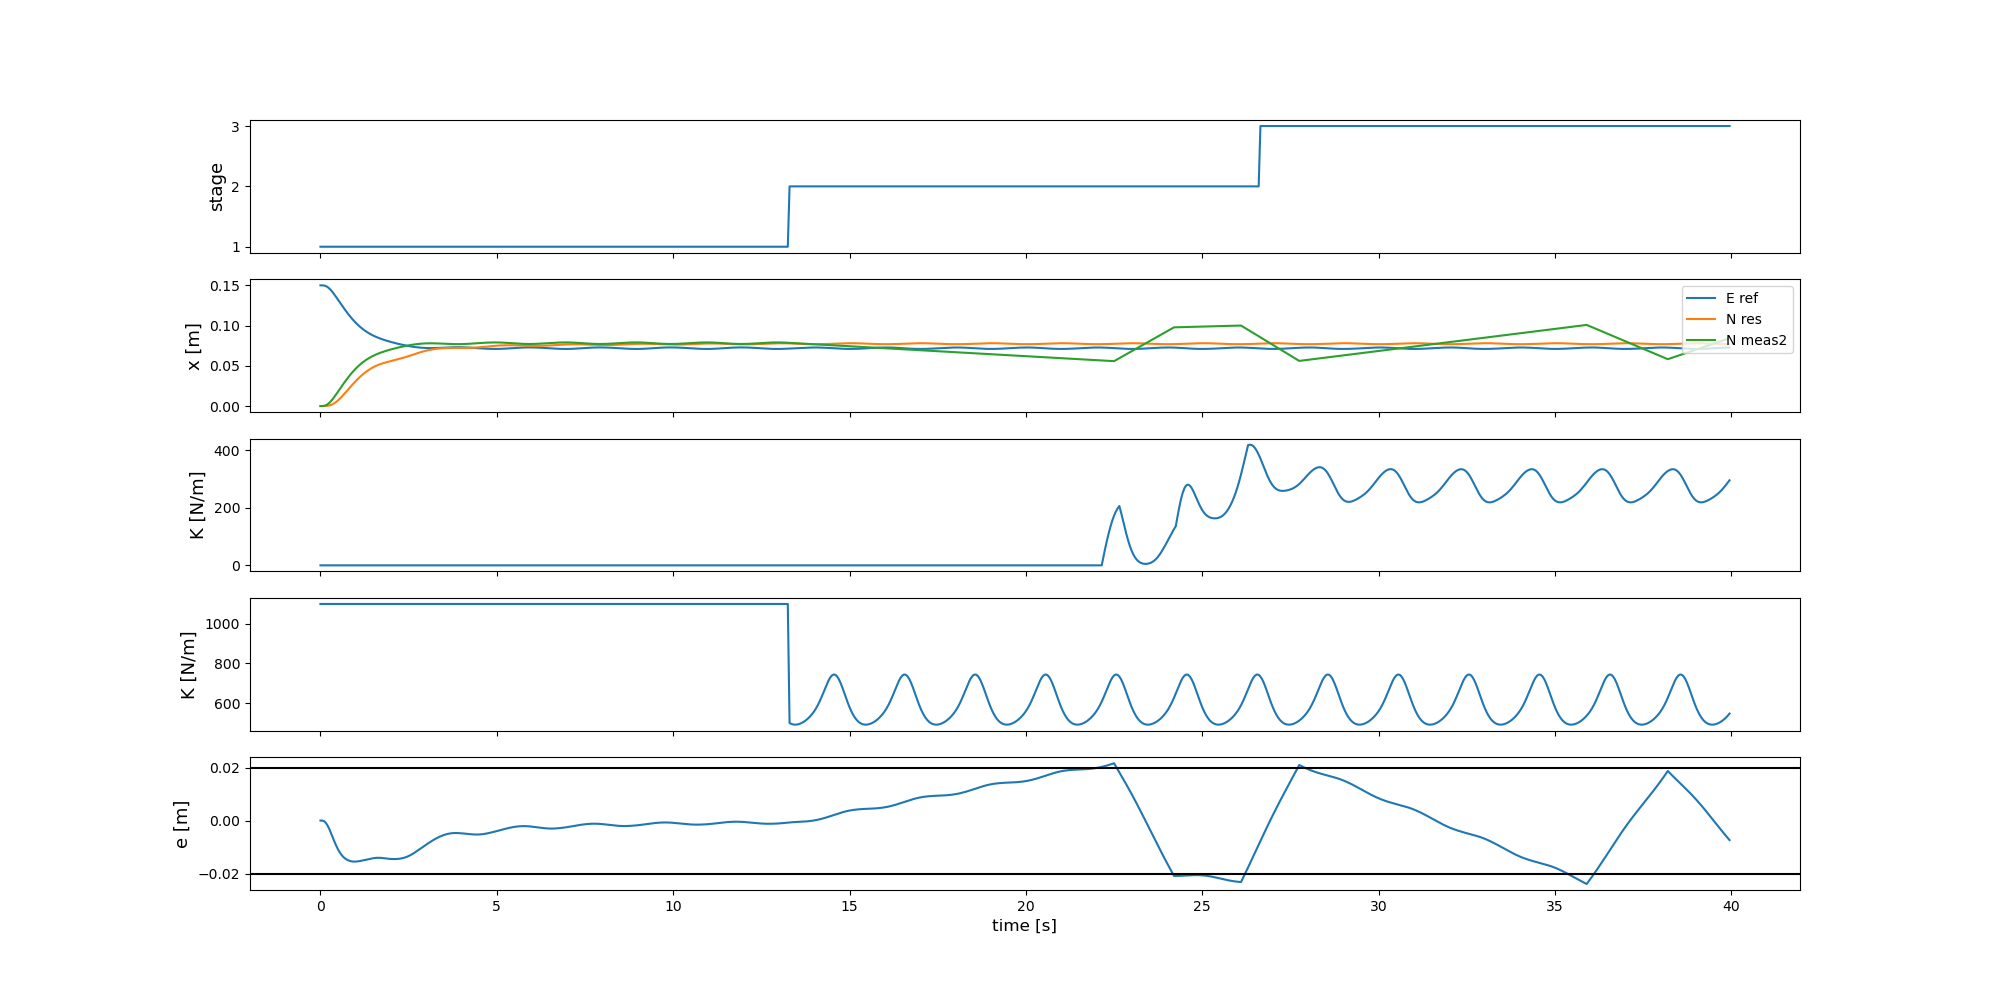 stage
3
2
1
x [m]
0.15
0.10
0.05
0.00
E ref
N res
N meas2
K [N/m]
400
200
0
K [N/m]
1000
800
600
e [m]
0.02
0.00
−0.02
0 5 10 15 20 25 30 35 40
time [s]